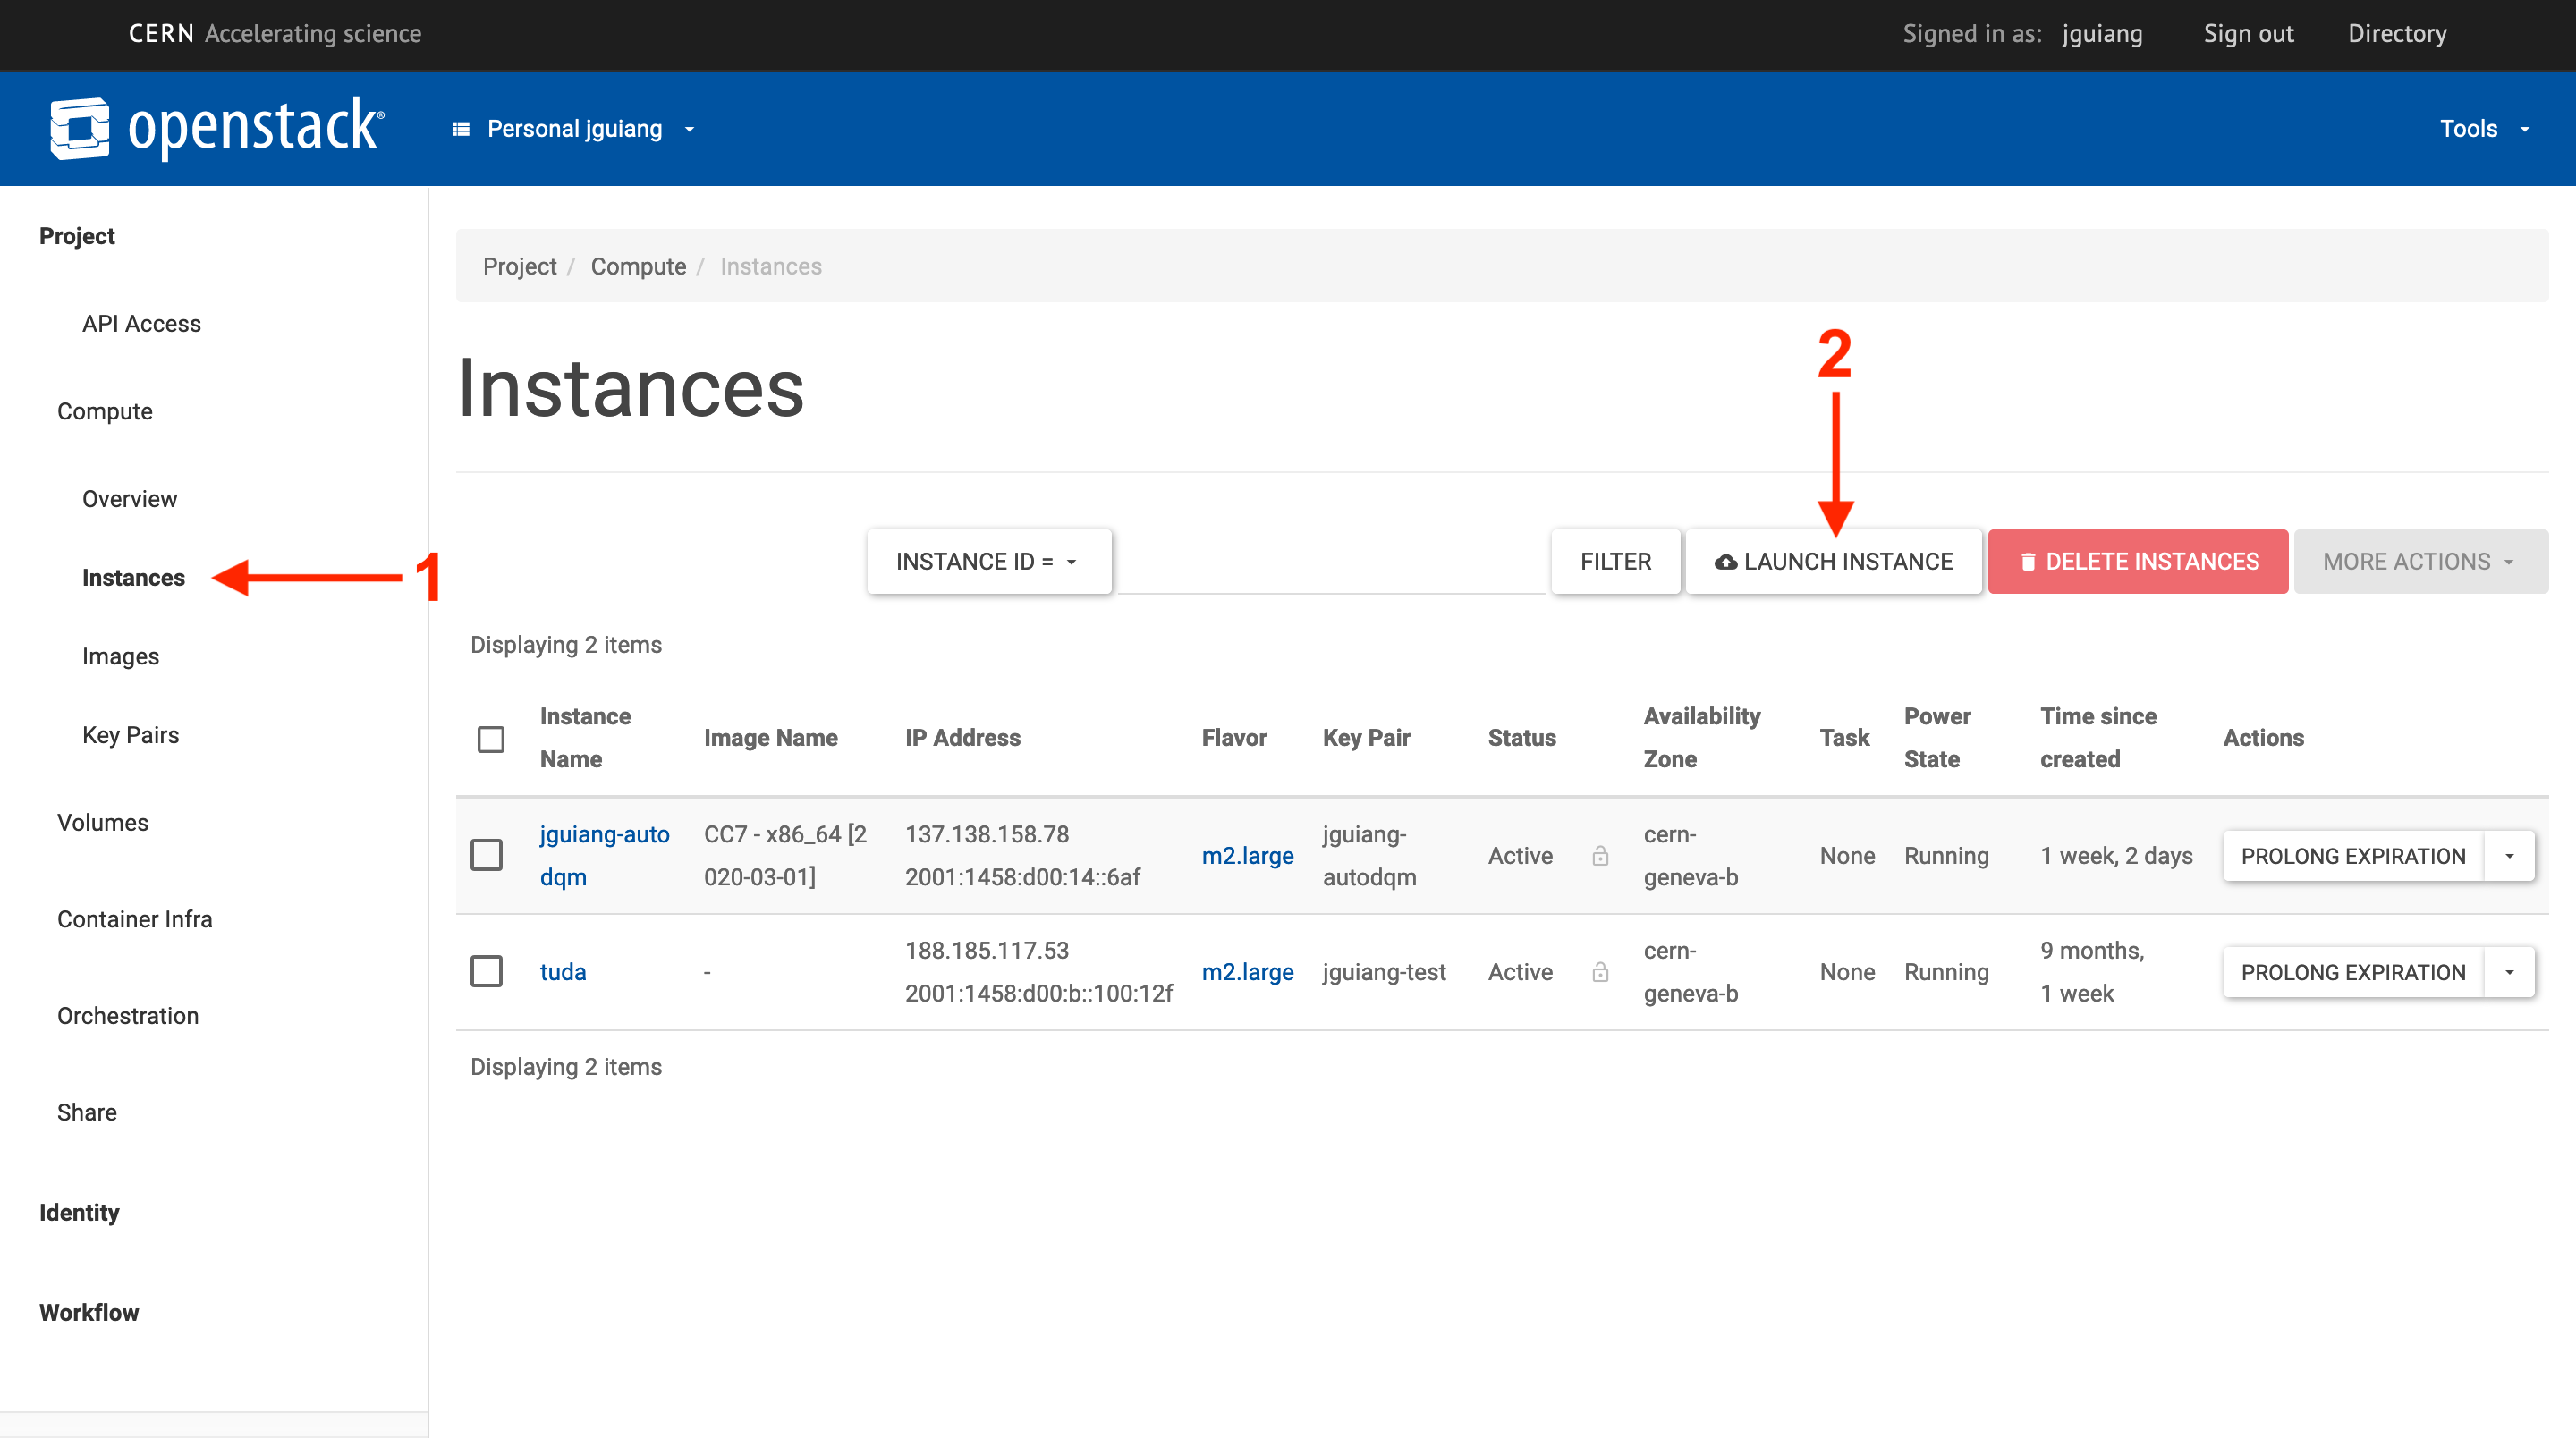 CERN Accelerating science
Signed in as: jguiang Sign out Directory
openstack®
Personal jguiang
Tools
Project
API Access
Compute
Overview
Instances
1
Images
Key Pairs
Volumes
Container Infra
Orchestration
Share
Identity
Workflow
Project / Compute / Instances
Instances
2
INSTANCE ID =
FILTER
LAUNCH INSTANCE
DELETE INSTANCES
MORE ACTIONS
Displaying 2 items
Instance Name
Image Name
IP Address
Flavor
Key Pair
Status
Availability Zone
Task
Power State
Time since created
Actions
jguiang-auto
dqm
CC7 - x86_64 [2
020-03-01]
137.138.158.78
2001:1458:d00:14::6af
m2.large
jguiang-
autodqm
Active
cern-
geneva-b
None
Running
1 week, 2 days
PROLONG EXPIRATION
tuda
-
188.185.117.53
2001:1458:d00:b::100:12f
m2.large
jguiang-test
Active
cern-
geneva-b
None
Running
9 months,
1 week
PROLONG EXPIRATION
Displaying 2 items